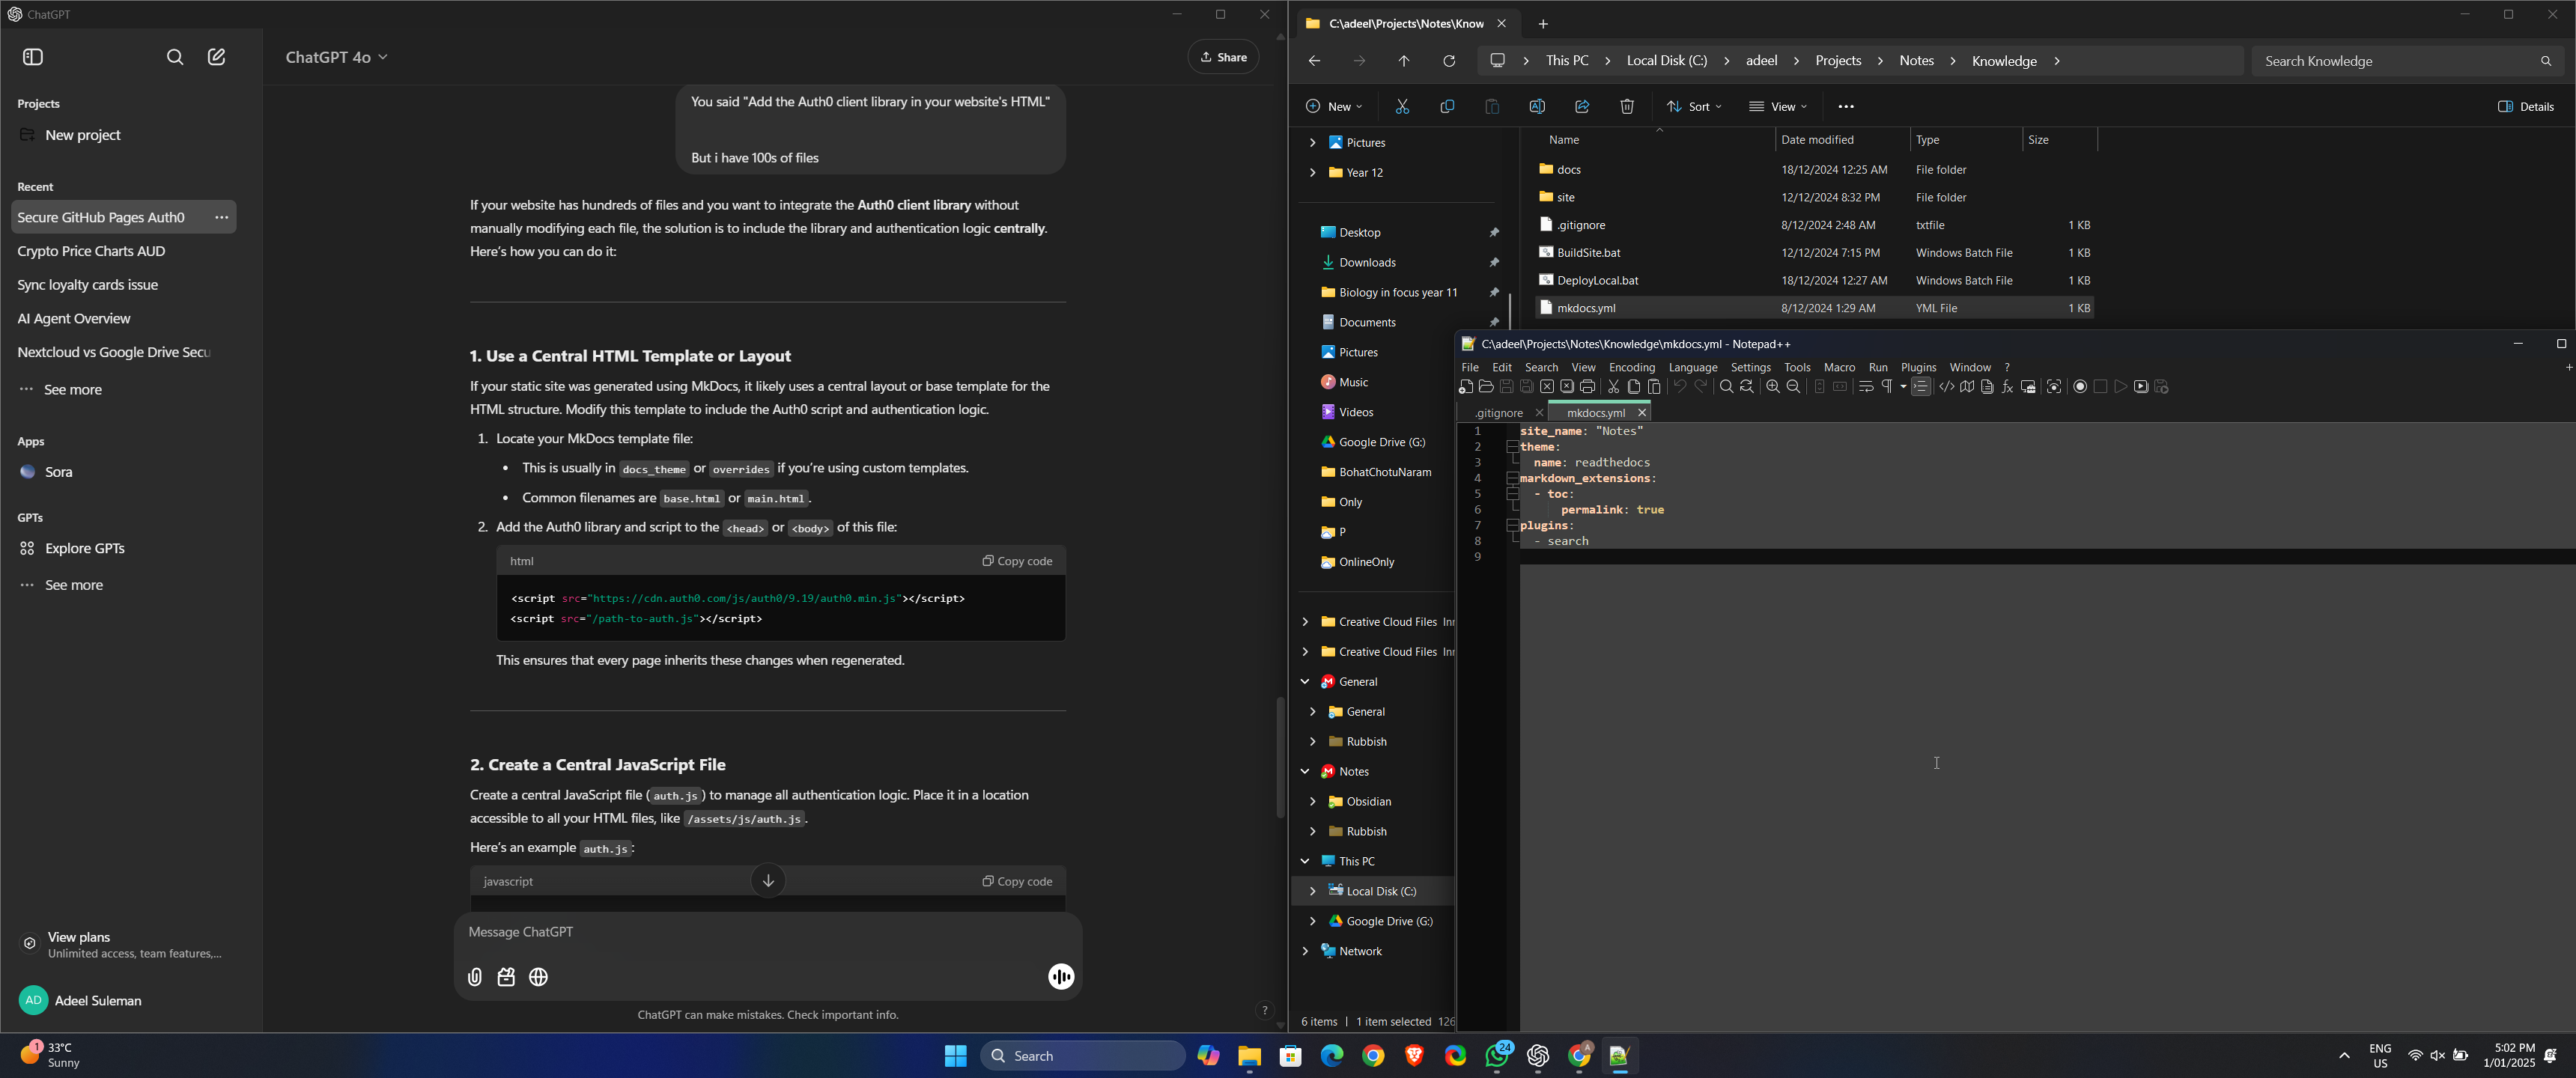 ChatGPT
Projects
New project
Recent
Secure GitHub Pages Auth0
Crypto Price Charts AUD
Sync loyalty cards issue
AI Agent Overview
Nextcloud vs Google Drive Secu
See more
Apps
Sora
GPTs
Explore GPTs
See more
View plans
Unlimited access, team features,...
AD Adeel Suleman
ChatGPT 4o
Share
You said "Add the Auth0 client library in your website's HTML"
But i have 100s of files
If your website has hundreds of files and you want to integrate the Auth0 client library without
manually modifying each file, the solution is to include the library and authentication logic centrally.
Here's how you can do it:
1. Use a Central HTML Template or Layout
If your static site was generated using MkDocs, it likely uses a central layout or base template for the
HTML structure. Modify this template to include the Auth0 script and authentication logic.
1. Locate your MkDocs template file:
• This is usually in docs_theme or overrides if you're using custom templates.
• Common filenames are base.html or main.html.
2. Add the Auth0 library and script to the <head> or <body> of this file:
html Copy code
<script src="https://cdn.auth0.com/js/auth0/9.19/auth0.min.js"></script>
<script src="/path-to-auth.js"></script>
This ensures that every page inherits these changes when regenerated.
2. Create a Central JavaScript File
Create a central JavaScript file (auth.js) to manage all authentication logic. Place it in a location
accessible to all your HTML files, like /assets/js/auth.js.
Here's an example auth.js:
javascript Copy code
Message ChatGPT
ChatGPT can make mistakes. Check important info.
?
C:\adeel\Projects\Notes\Know
This PC > Local Disk (C:) > adeel > Projects > Notes > Knowledge >
Search Knowledge
New Sort View Details
Pictures
Year 12
Desktop
Downloads
Biology in focus year 11
Documents
Pictures
Music
Videos
Google Drive (G:)
BohatChotuNaram
Only
P
OnlineOnly
Creative Cloud Files
Creative Cloud Files
General
General
Rubbish
Notes
Obsidian
Rubbish
This PC
Local Disk (C:)
Google Drive (G:)
Network
6 items | 1 item selected 126
Name Date modified Type Size
docs 18/12/2024 12:25 AM File folder
site 12/12/2024 8:32 PM File folder
.gitignore 8/12/2024 2:48 AM txtfile 1 KB
BuildSite.bat 12/12/2024 7:15 PM Windows Batch File 1 KB
DeployLocal.bat 18/12/2024 12:27 AM Windows Batch File 1 KB
mkdocs.yml 8/12/2024 1:29 AM YML File 1 KB
C:\adeel\Projects\Notes\Knowledge\mkdocs.yml - Notepad++
File Edit Search View Encoding Language Settings Tools Macro Run Plugins Window ?
.gitignore mkdocs.yml
1 site_name: "Notes"
2 theme:
3 name: readthedocs
4 markdown_extensions:
5 - toc:
6 permalink: true
7 plugins:
8 - search
9
1 33°C
Sunny
Search
24
A
ENG
US
5:02 PM
1/01/2025